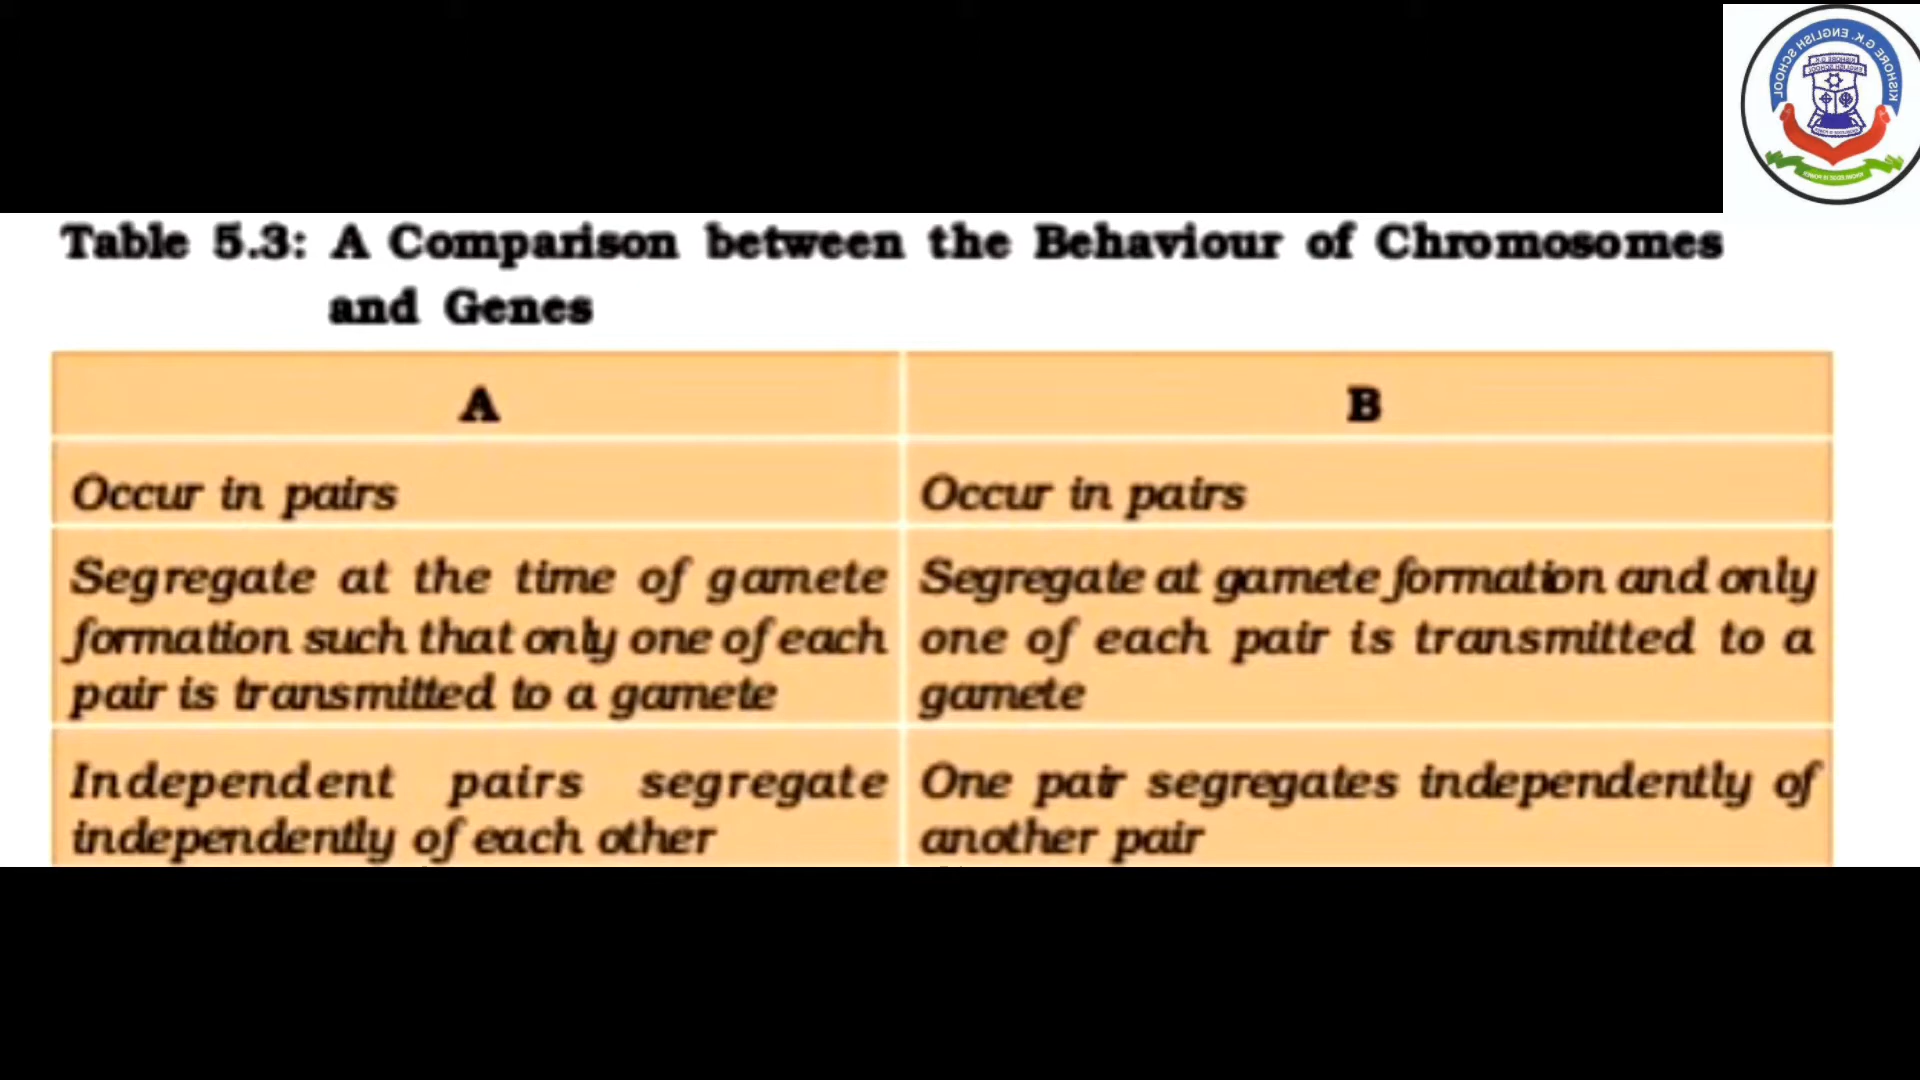 KISHORE G.K. ENGLISH SCHOOL
Table 5.3: A Comparison between the Behaviour of Chromosomes
and Genes
A
B
Occur in pairs
Occur in pairs
Segregate at the time of gamete
formation such that only one of each
pair is transmitted to a gamete
Segregate at gamete formation and only
one of each pair is transmitted to a
gamete
Independent pairs segregate
independently of each other
One pair segregates independently of
another pair